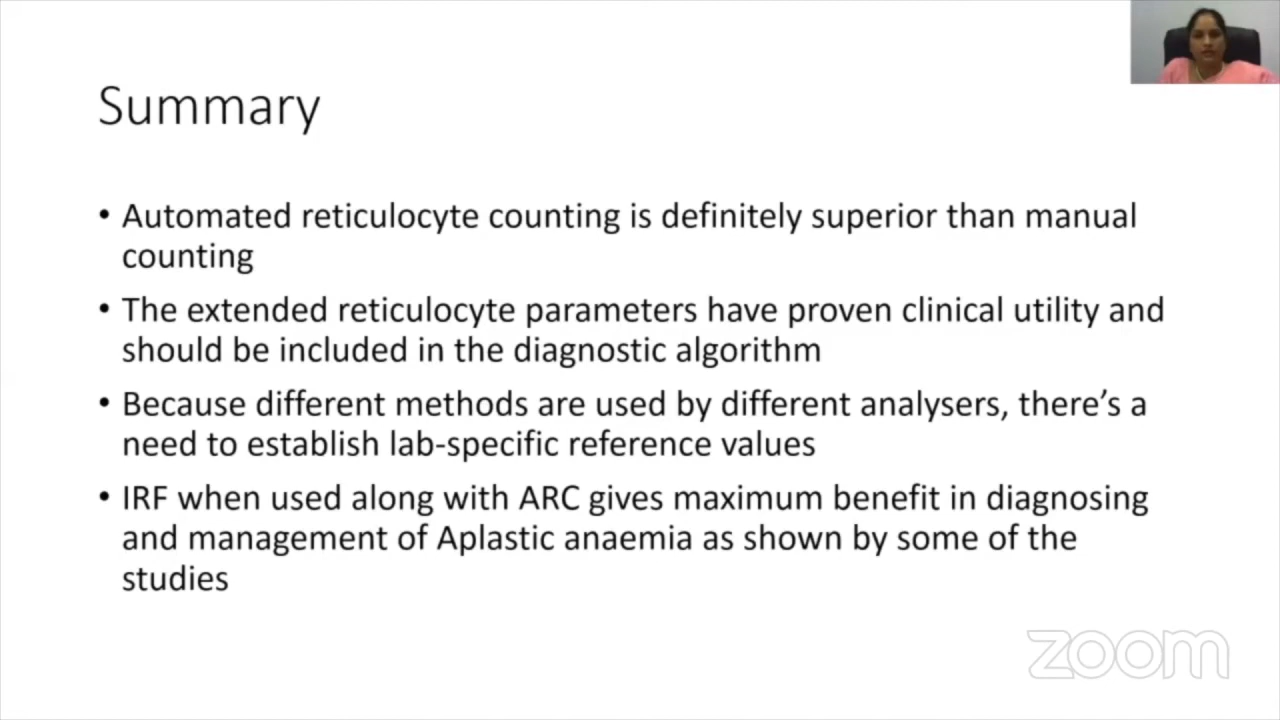 Summary
• Automated reticulocyte counting is definitely superior than manual
counting
• The extended reticulocyte parameters have proven clinical utility and
should be included in the diagnostic algorithm
• Because different methods are used by different analysers, there’s a
need to establish lab-specific reference values
• IRF when used along with ARC gives maximum benefit in diagnosing
and management of Aplastic anaemia as shown by some of the
studies
zoom